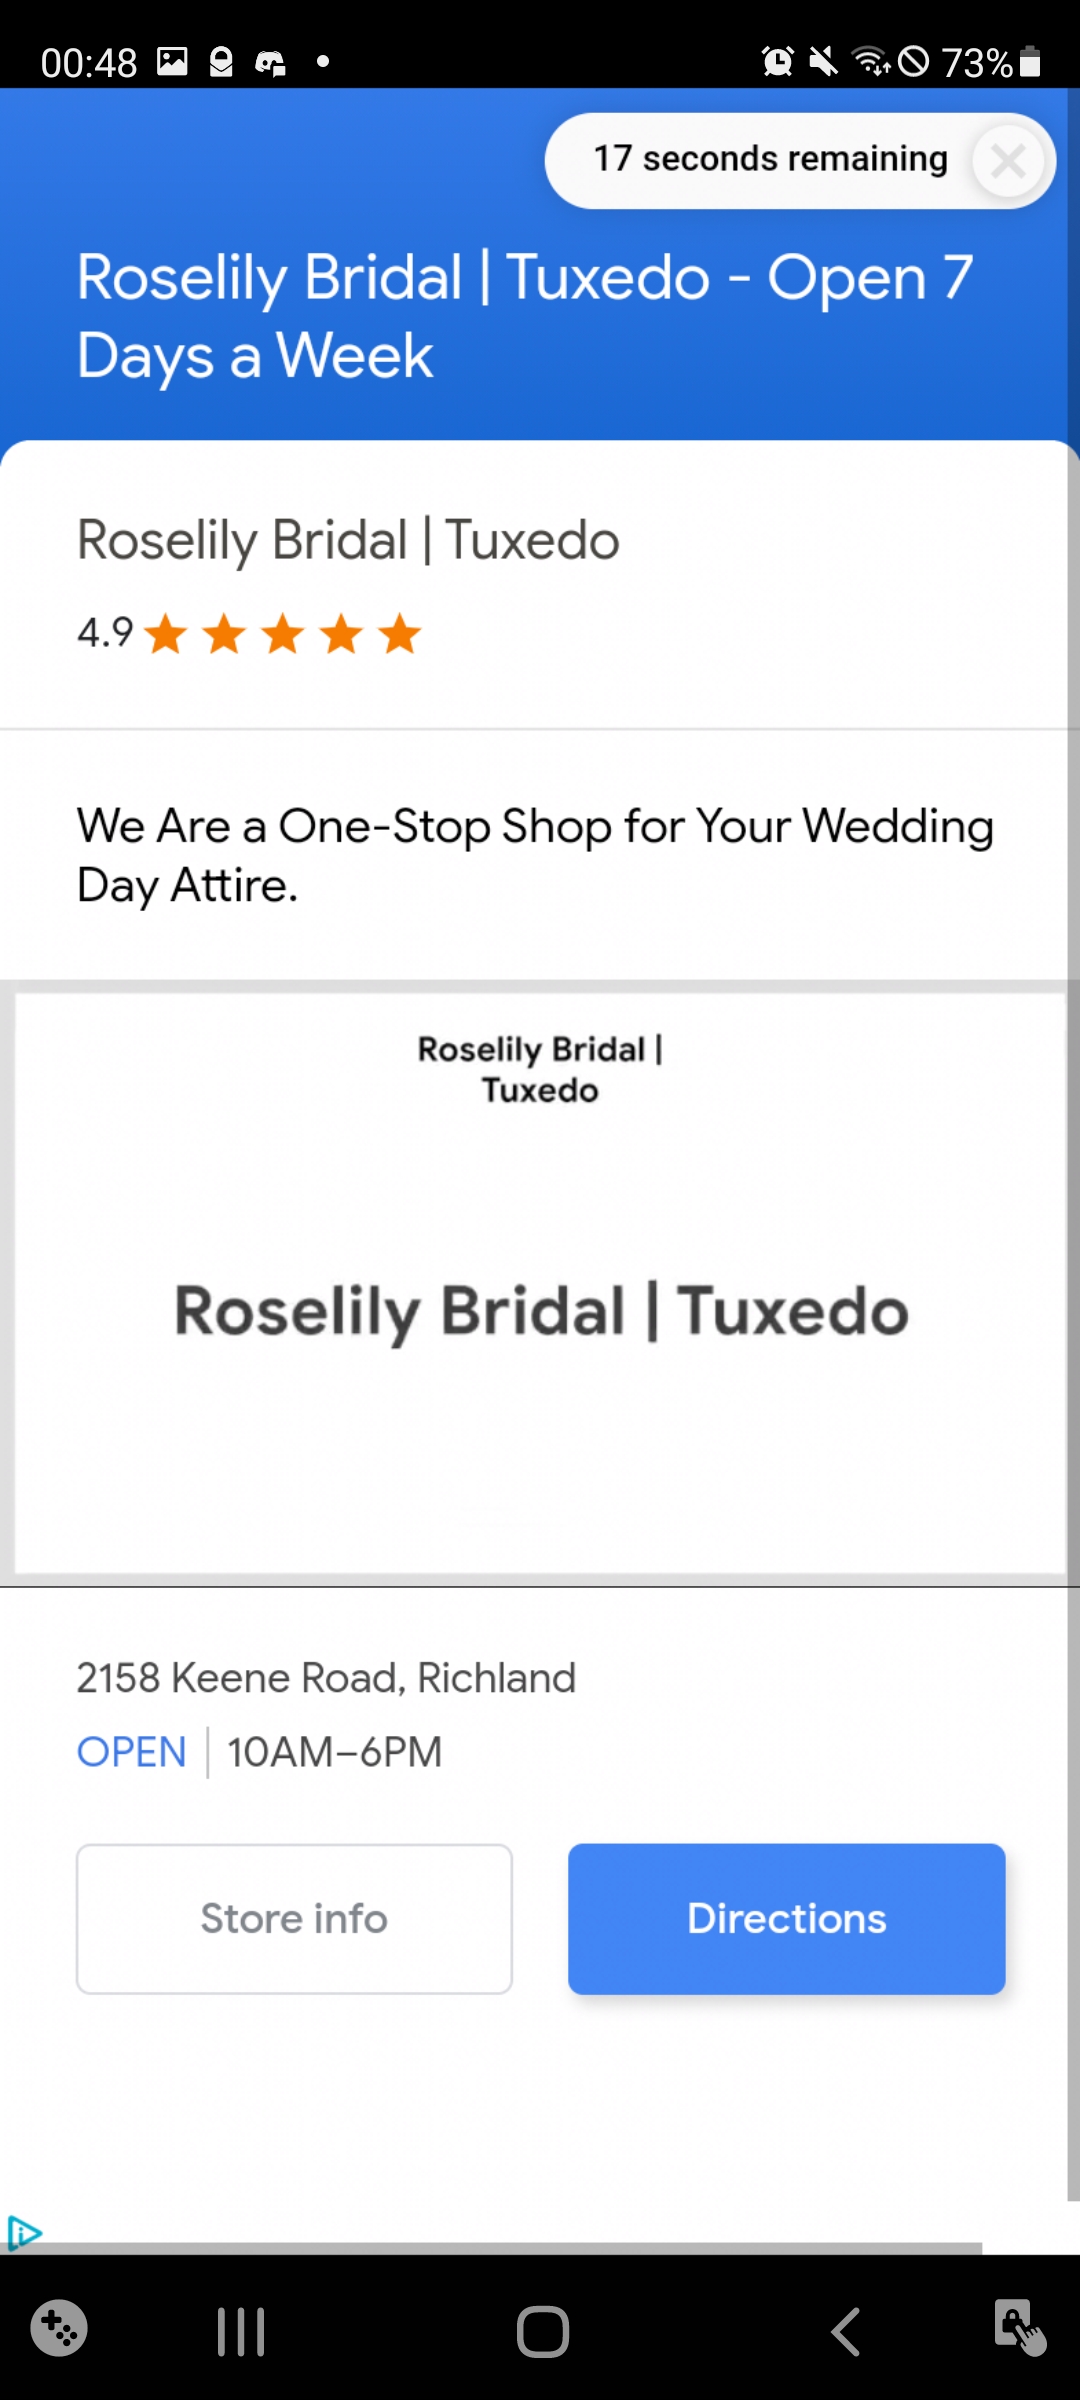 00:48
73%
17 seconds remaining
Roselily Bridal | Tuxedo - Open 7
Days a Week
Roselily Bridal | Tuxedo
4.9
We Are a One-Stop Shop for Your Wedding
Day Attire.
Roselily Bridal |
Tuxedo
Roselily Bridal | Tuxedo
2158 Keene Road, Richland
OPEN | 10AM–6PM
Store info
Directions